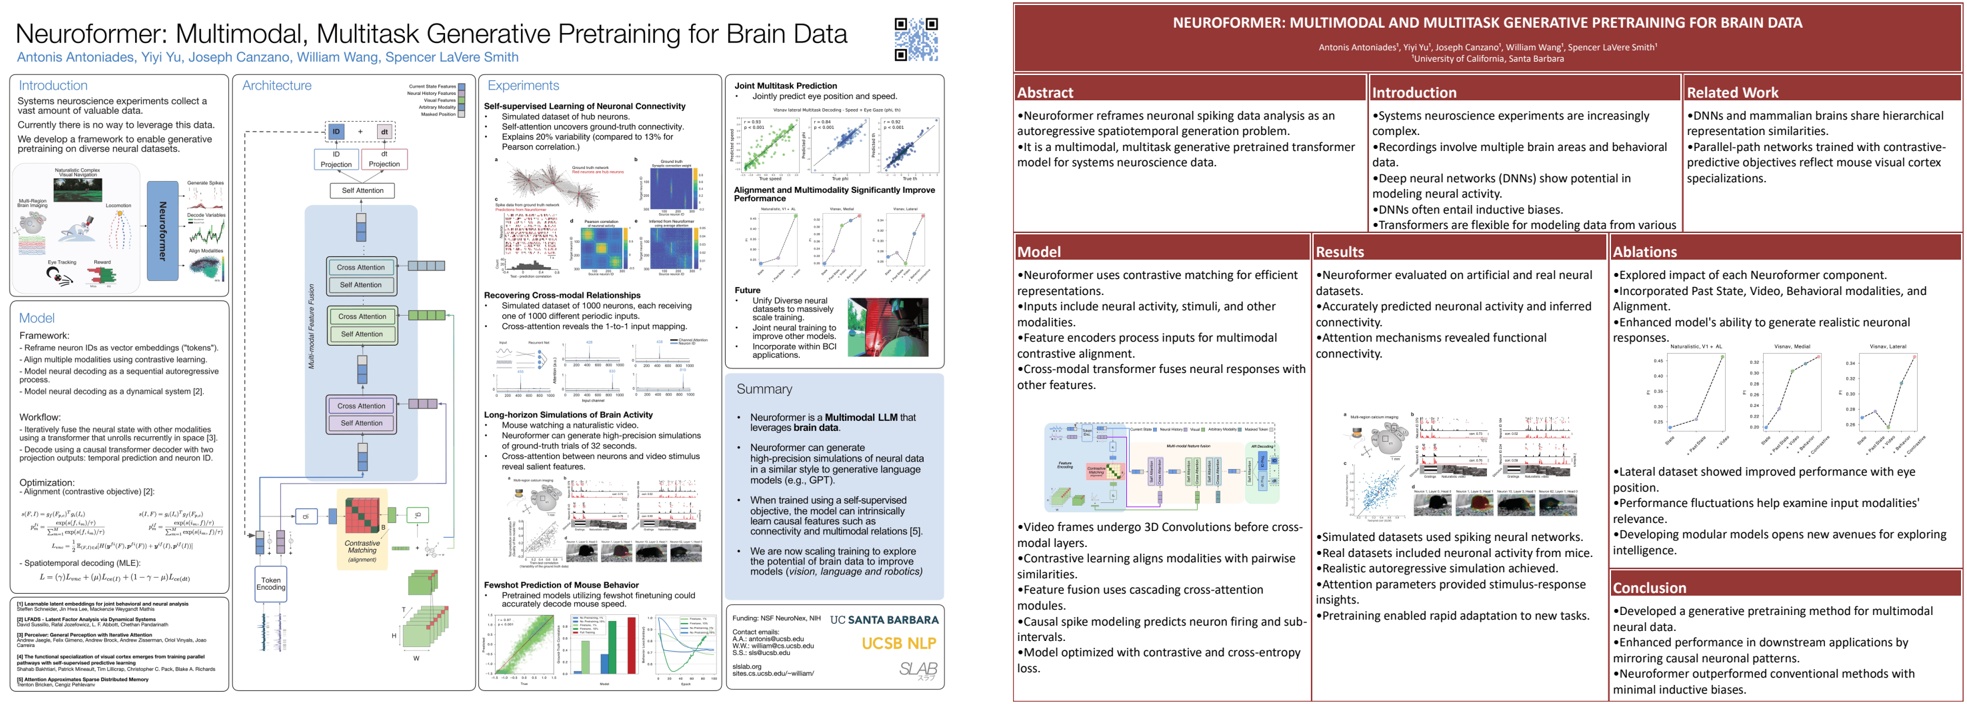 Neuroformer: Multimodal, Multitask Generative Pretraining for Brain Data
Antonis Antoniades, Yiyi Yu, Joseph Canzano, William Wang, Spencer LaVere Smith
Introduction
Systems neuroscience experiments collect a
vast amount of valuable data.
Currently there is no way to leverage this data.
We develop a framework to enable generative
pretraining on diverse neural datasets.
Naturalistic Complex
Visual Navigation
Multi-Region
Brain Imaging
Locomotion
Eye Tracking
Reward
Neuroformer
Generate Spikes
Decode Variables
Align Modalities
Model
Framework:
- Reframe neuron IDs as vector embeddings ("tokens").
- Align multiple modalities using contrastive learning.
- Model neural decoding as a sequential autoregressive
process.
- Model neural decoding as a dynamical system [2].
Workflow:
- Iteratively fuse the neural state with other modalities
using a transformer that unrolls recurrently in space [3].
- Decode using a causal transformer decoder with two
projection outputs: temporal prediction and neuron ID.
Optimization:
- Alignment (contrastive objective) [2]:
- Spatiotemporal decoding (MLE):
L = (γ)L_ence + (μ)L_ce(I) + (1 − γ − μ)L_ce(dt)
[1] Learnable latent embeddings for joint behavioral and neural analysis
Steffen Schneider, Jin Hwa Lee, Mackenzie Weygandt Mathis
[2] LFADS - Latent Factor Analysis via Dynamical Systems
David Sussillo, Rafal Jozefowicz, L. F. Abbott, Chethan Pandarinath
[3] Perceiver: General Perception with Iterative Attention
Andrew Jaegle, Felix Gimeno, Andrew Brock, Andrew Zisserman, Oriol Vinyals, Joao
Carreira
[4] The functional specialization of visual cortex emerges from training parallel
pathways with self-supervised predictive learning
Shahab Bakhtiari, Patrick Mineault, Tim Lillicrap, Christopher C. Pack, Blake A. Richards
[5] Attention Approximates Sparse Distributed Memory
Trenton Bricken, Cengiz Pehlevan
Architecture
Current State Features
Neural History Features
Visual Features
Arbitrary Modality
Masked Position
ID + dt
ID
Projection
dt
Projection
Self Attention
Multi-modal Feature Fusion
Cross Attention
Self Attention
Cross Attention
Self Attention
Cross Attention
Self Attention
Contrastive
Matching
(alignment)
Token
Encoding
T
H
W
Experiments
Self-supervised Learning of Neuronal Connectivity
• Simulated dataset of hub neurons.
• Self-attention uncovers ground-truth connectivity.
• Explains 20% variability (compared to 13% for
Pearson correlation.)
Recovering Cross-modal Relationships
• Simulated dataset of 1000 neurons, each receiving
one of 1000 different periodic inputs.
• Cross-attention reveals the 1-to-1 input mapping.
Long-horizon Simulations of Brain Activity
• Mouse watching a naturalistic video.
• Neuroformer can generate high-precision simulations
of ground-truth trials of 32 seconds.
• Cross-attention between neurons and video stimulus
reveal salient features.
Fewshot Prediction of Mouse Behavior
• Pretrained models utilizing fewshot finetuning could
accurately decode mouse speed.
Joint Multitask Prediction
• Jointly predict eye position and speed.
Visnav lateral Multitask Decoding - Speed + Eye Gaze (phi, th)
r = 0.93
p < 0.001
r = 0.84
p < 0.001
r = 0.92
p < 0.001
True speed
True phi
True th
Alignment and Multimodality Significantly Improve
Performance
Naturalistic, V1 + AL
Visnav, Medial
Visnav, Lateral
Future
• Unify Diverse neural
datasets to massively
scale training.
• Joint neural training to
improve other models.
• Incorporate within BCI
applications.
Summary
• Neuroformer is a Multimodal LLM that
leverages brain data.
• Neuroformer can generate
high-precision simulations of neural data
in a similar style to generative language
models (e.g., GPT).
• When trained using a self-supervised
objective, the model can intrinsically
learn causal features such as
connectivity and multimodal relations [5].
• We are now scaling training to explore
the potential of brain data to improve
models (vision, language and robotics)
Funding: NSF NeuroNex, NIH
Contact emails:
A.A.: antonis@ucsb.edu
W.W.: william@cs.ucsb.edu
S.S.: sls@ucsb.edu
slslab.org
sites.cs.ucsb.edu/~william/
UC SANTA BARBARA
UCSB NLP
SLAB
NEUROFORMER: MULTIMODAL AND MULTITASK GENERATIVE PRETRAINING FOR BRAIN DATA
Antonis Antoniades¹, Yiyi Yu¹, Joseph Canzano¹, William Wang¹, Spencer LaVere Smith¹
¹University of California, Santa Barbara
Abstract
•Neuroformer reframes neuronal spiking data analysis as an
autoregressive spatiotemporal generation problem.
•It is a multimodal, multitask generative pretrained transformer
model for systems neuroscience data.
Introduction
•Systems neuroscience experiments are increasingly
complex.
•Recordings involve multiple brain areas and behavioral
data.
•Deep neural networks (DNNs) show potential in
modeling neural activity.
•DNNs often entail inductive biases.
•Transformers are flexible for modeling data from various
Related Work
•DNNs and mammalian brains share hierarchical
representation similarities.
•Parallel-path networks trained with contrastive-
predictive objectives reflect mouse visual cortex
specializations.
Model
•Neuroformer uses contrastive matching for efficient
representations.
•Inputs include neural activity, stimuli, and other
modalities.
•Feature encoders process inputs for multimodal
contrastive alignment.
•Cross-modal transformer fuses neural responses with
other features.
•Video frames undergo 3D Convolutions before cross-
modal layers.
•Contrastive learning aligns modalities with pairwise
similarities.
•Feature fusion uses cascading cross-attention
modules.
•Causal spike modeling predicts neuron firing and sub-
intervals.
•Model optimized with contrastive and cross-entropy
loss.
Results
•Neuroformer evaluated on artificial and real neural
datasets.
•Accurately predicted neuronal activity and inferred
connectivity.
•Attention mechanisms revealed functional
connectivity.
•Simulated datasets used spiking neural networks.
•Real datasets included neuronal activity from mice.
•Realistic autoregressive simulation achieved.
•Attention parameters provided stimulus-response
insights.
•Pretraining enabled rapid adaptation to new tasks.
Ablations
•Explored impact of each Neuroformer component.
•Incorporated Past State, Video, Behavioral modalities, and
Alignment.
•Enhanced model's ability to generate realistic neuronal
responses.
Naturalistic, V1 + AL
Visnav, Medial
Visnav, Lateral
•Lateral dataset showed improved performance with eye
position.
•Performance fluctuations help examine input modalities'
relevance.
•Developing modular models opens new avenues for exploring
intelligence.
Conclusion
•Developed a generative pretraining method for multimodal
neural data.
•Enhanced performance in downstream applications by
mirroring causal neuronal patterns.
•Neuroformer outperformed conventional methods with
minimal inductive biases.